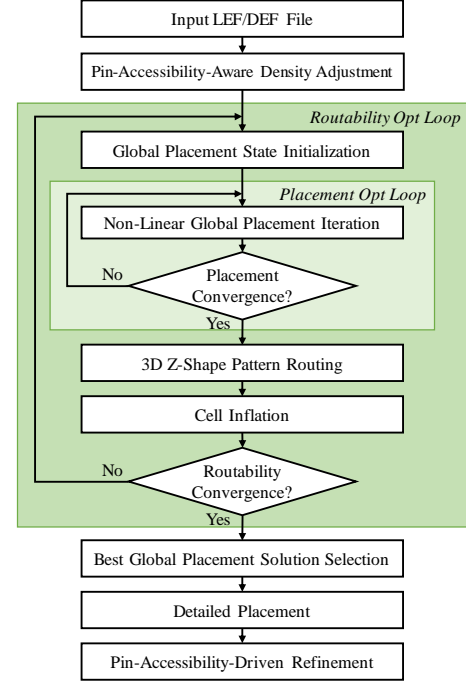 Input LEF/DEF File
Pin-Accessibility-Aware Density Adjustment
Routability Opt Loop
Global Placement State Initialization
Placement Opt Loop
Non-Linear Global Placement Iteration
No
Placement
Convergence?
Yes
3D Z-Shape Pattern Routing
Cell Inflation
No
Routability
Convergence?
Yes
Best Global Placement Solution Selection
Detailed Placement
Pin-Accessibility-Driven Refinement